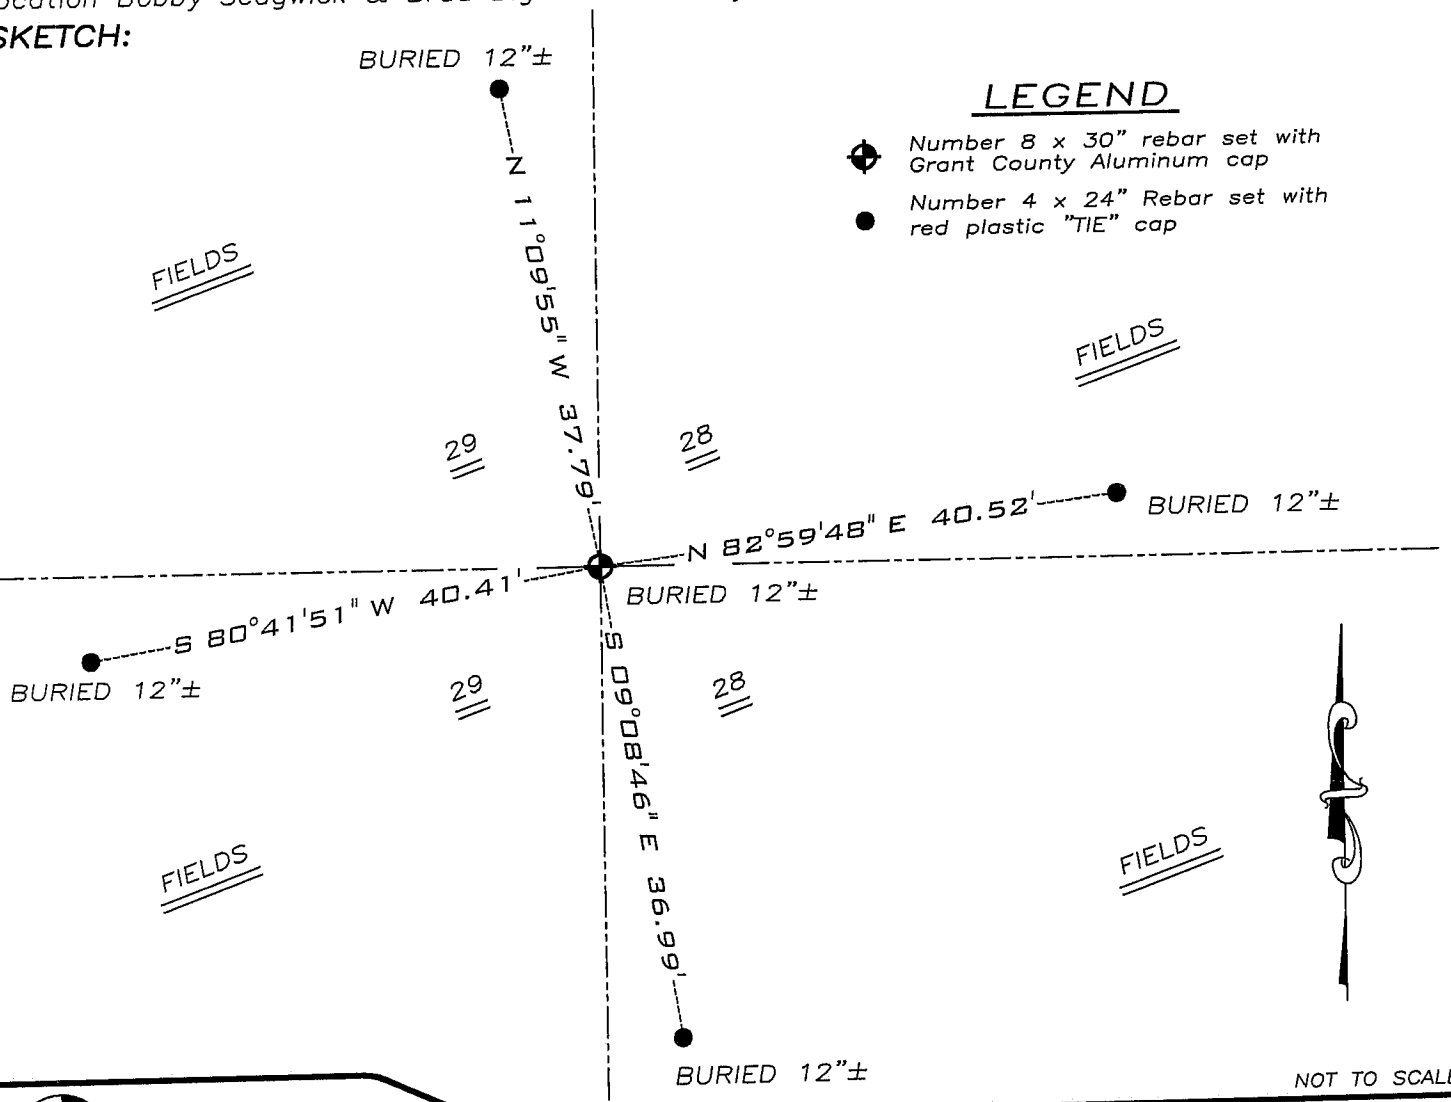 SKETCH:
BURIED 12"±
LEGEND
Number 8 x 30" rebar set with
Grant County Aluminum cap
Number 4 x 24" Rebar set with
red plastic "TIE" cap
N 11°09'55" W 37.79'
FIELDS
FIELDS
29
28
N 82°59'48" E 40.52'
BURIED 12"±
S 80°41'51" W 40.41'
BURIED 12"±
BURIED 12"±
29
28
S 09°08'46" E 36.99'
FIELDS
FIELDS
BURIED 12"±
NOT TO SCALE